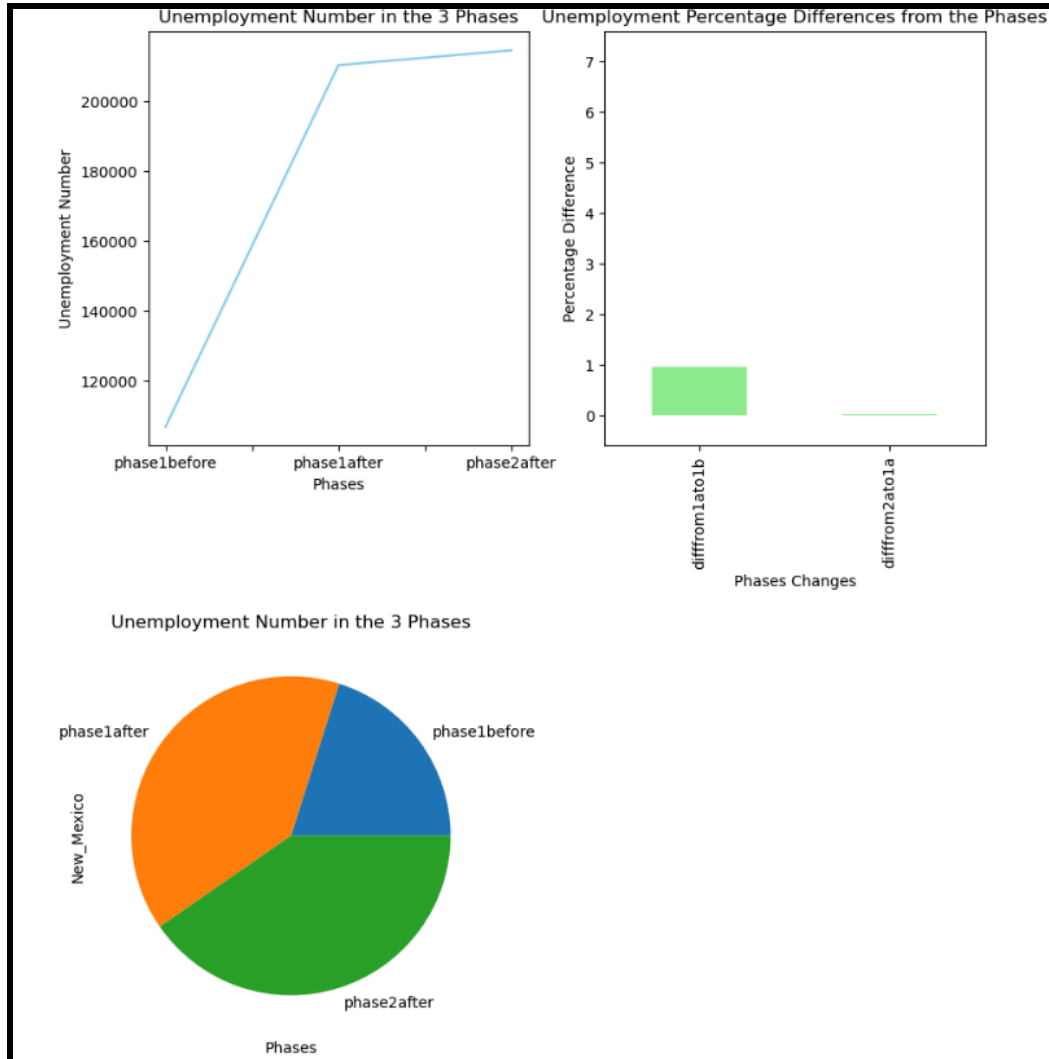 Unemployment Number in the 3 Phases
200000
180000
160000
140000
120000
Unemployment Number
phase1before phase1after phase2after
Phases
Unemployment Percentage Differences from the Phases
7
6
5
4
3
2
1
0
Percentage Difference
difffrom1ato1b
difffrom2ato1a
Phases Changes
Unemployment Number in the 3 Phases
phase1after
phase1before
New_Mexico
phase2after
Phases